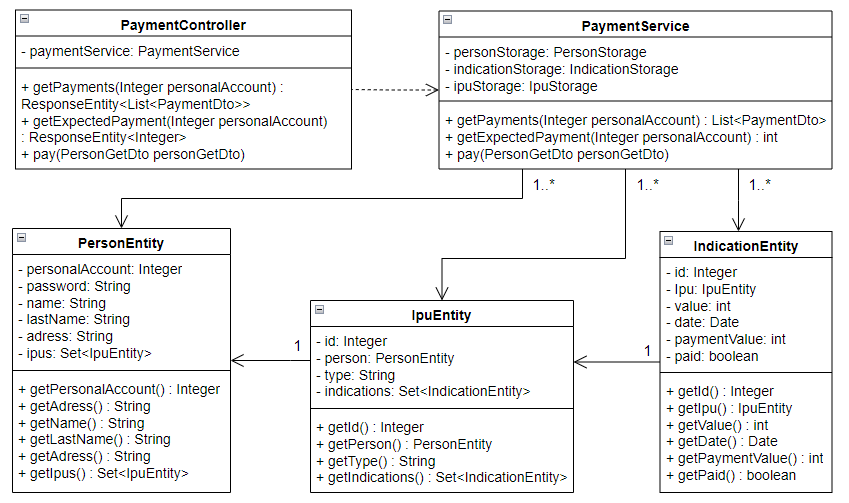 PaymentController
- paymentService: PaymentService
+ getPayments(Integer personalAccount) :
ResponseEntity<List<PaymentDto>>
+ getExpectedPayment(Integer personalAccount)
: ResponseEntity<Integer>
+ pay(PersonGetDto personGetDto)
PaymentService
- personStorage: PersonStorage
- indicationStorage: IndicationStorage
- ipuStorage: IpuStorage
+ getPayments(Integer personalAccount) : List<PaymentDto>
+ getExpectedPayment(Integer personalAccount) : int
+ pay(PersonGetDto personGetDto)
1..*
1..*
1..*
PersonEntity
- personalAccount: Integer
- password: String
- name: String
- lastName: String
- adress: String
- ipus: Set<IpuEntity>
+ getPersonalAccount() : Integer
+ getAdress() : String
+ getName() : String
+ getLastName() : String
+ getAdress() : String
+ getIpus() : Set<IpuEntity>
1
IpuEntity
- id: Integer
- person: PersonEntity
- type: String
- indications: Set<IndicationEntity>
+ getId() : Integer
+ getPerson() : PersonEntity
+ getType() : String
+ getIndications() : Set<IndicationEntity>
1
IndicationEntity
- id: Integer
- Ipu: IpuEntity
- value: int
- date: Date
- paymentValue: int
- paid: boolean
+ getId() : Integer
+ getIpu() : IpuEntity
+ getValue() : int
+ getDate() : Date
+ getPaymentValue() : int
+ getPaid() : boolean